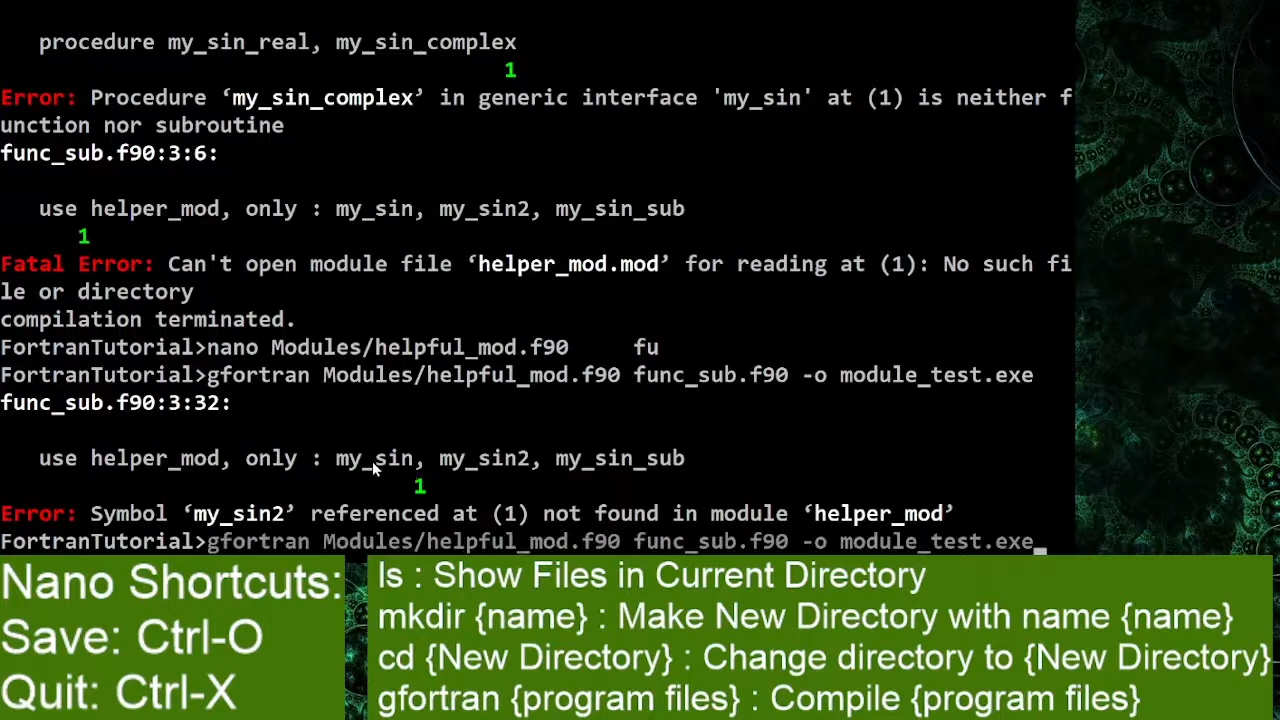 procedure my_sin_real, my_sin_complex
1
Error: Procedure ‘my_sin_complex’ in generic interface 'my_sin' at (1) is neither f
unction nor subroutine
func_sub.f90:3:6:
use helper_mod, only : my_sin, my_sin2, my_sin_sub
1
Fatal Error: Can't open module file ‘helper_mod.mod’ for reading at (1): No such fi
le or directory
compilation terminated.
FortranTutorial>nano Modules/helpful_mod.f90 fu
FortranTutorial>gfortran Modules/helpful_mod.f90 func_sub.f90 -o module_test.exe
func_sub.f90:3:32:
use helper_mod, only : my_sin, my_sin2, my_sin_sub
1
Error: Symbol ‘my_sin2’ referenced at (1) not found in module ‘helper_mod’
FortranTutorial>gfortran Modules/helpful_mod.f90 func_sub.f90 -o module_test.exe
Nano Shortcuts:
Save: Ctrl-O
Quit: Ctrl-X
ls : Show Files in Current Directory
mkdir {name} : Make New Directory with name {name}
cd {New Directory} : Change directory to {New Directory}
gfortran {program files} : Compile {program files}